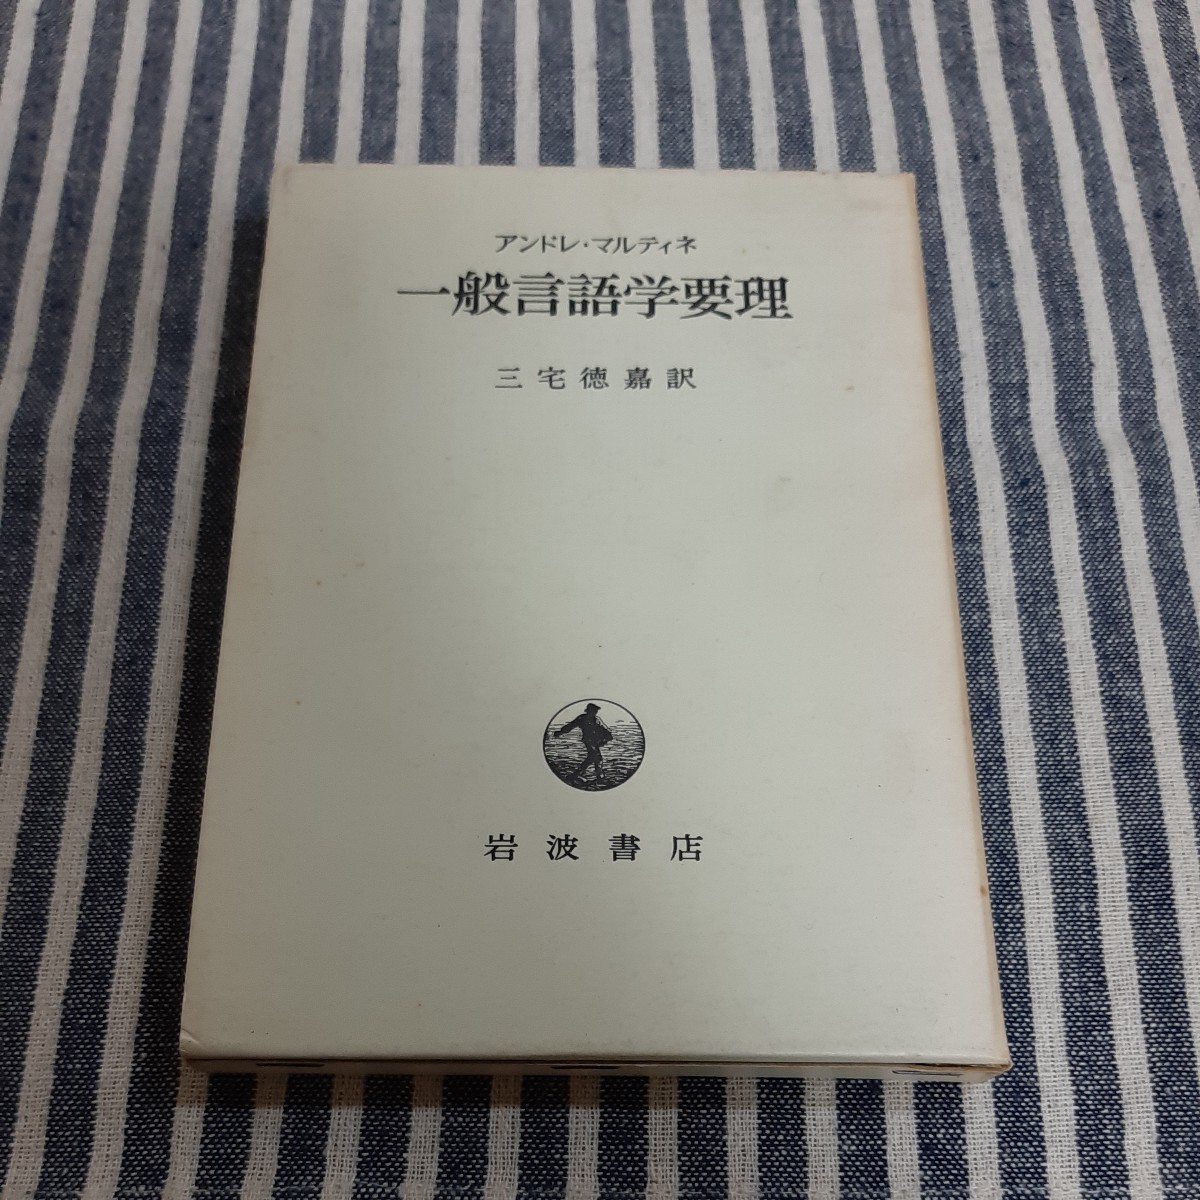 アンドレ・マルティネ
一般言語学要理
三宅徳嘉訳
岩波書店